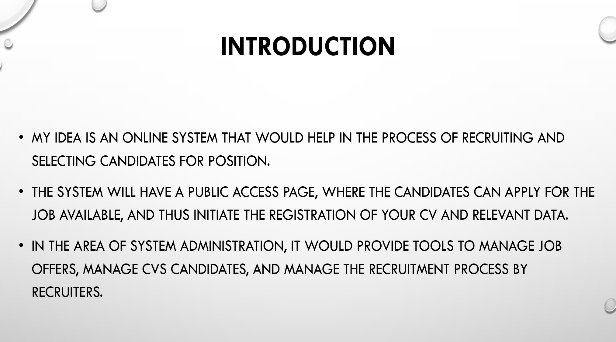 INTRODUCTION
• MY IDEA IS AN ONLINE SYSTEM THAT WOULD HELP IN THE PROCESS OF RECRUITING AND
SELECTING CANDIDATES FOR POSITION.
• THE SYSTEM WILL HAVE A PUBLIC ACCESS PAGE, WHERE THE CANDIDATES CAN APPLY FOR THE
JOB AVAILABLE, AND THUS INITIATE THE REGISTRATION OF YOUR CV AND RELEVANT DATA.
• IN THE AREA OF SYSTEM ADMINISTRATION, IT WOULD PROVIDE TOOLS TO MANAGE JOB
OFFERS, MANAGE CVS CANDIDATES, AND MANAGE THE RECRUITMENT PROCESS BY
RECRUITERS.